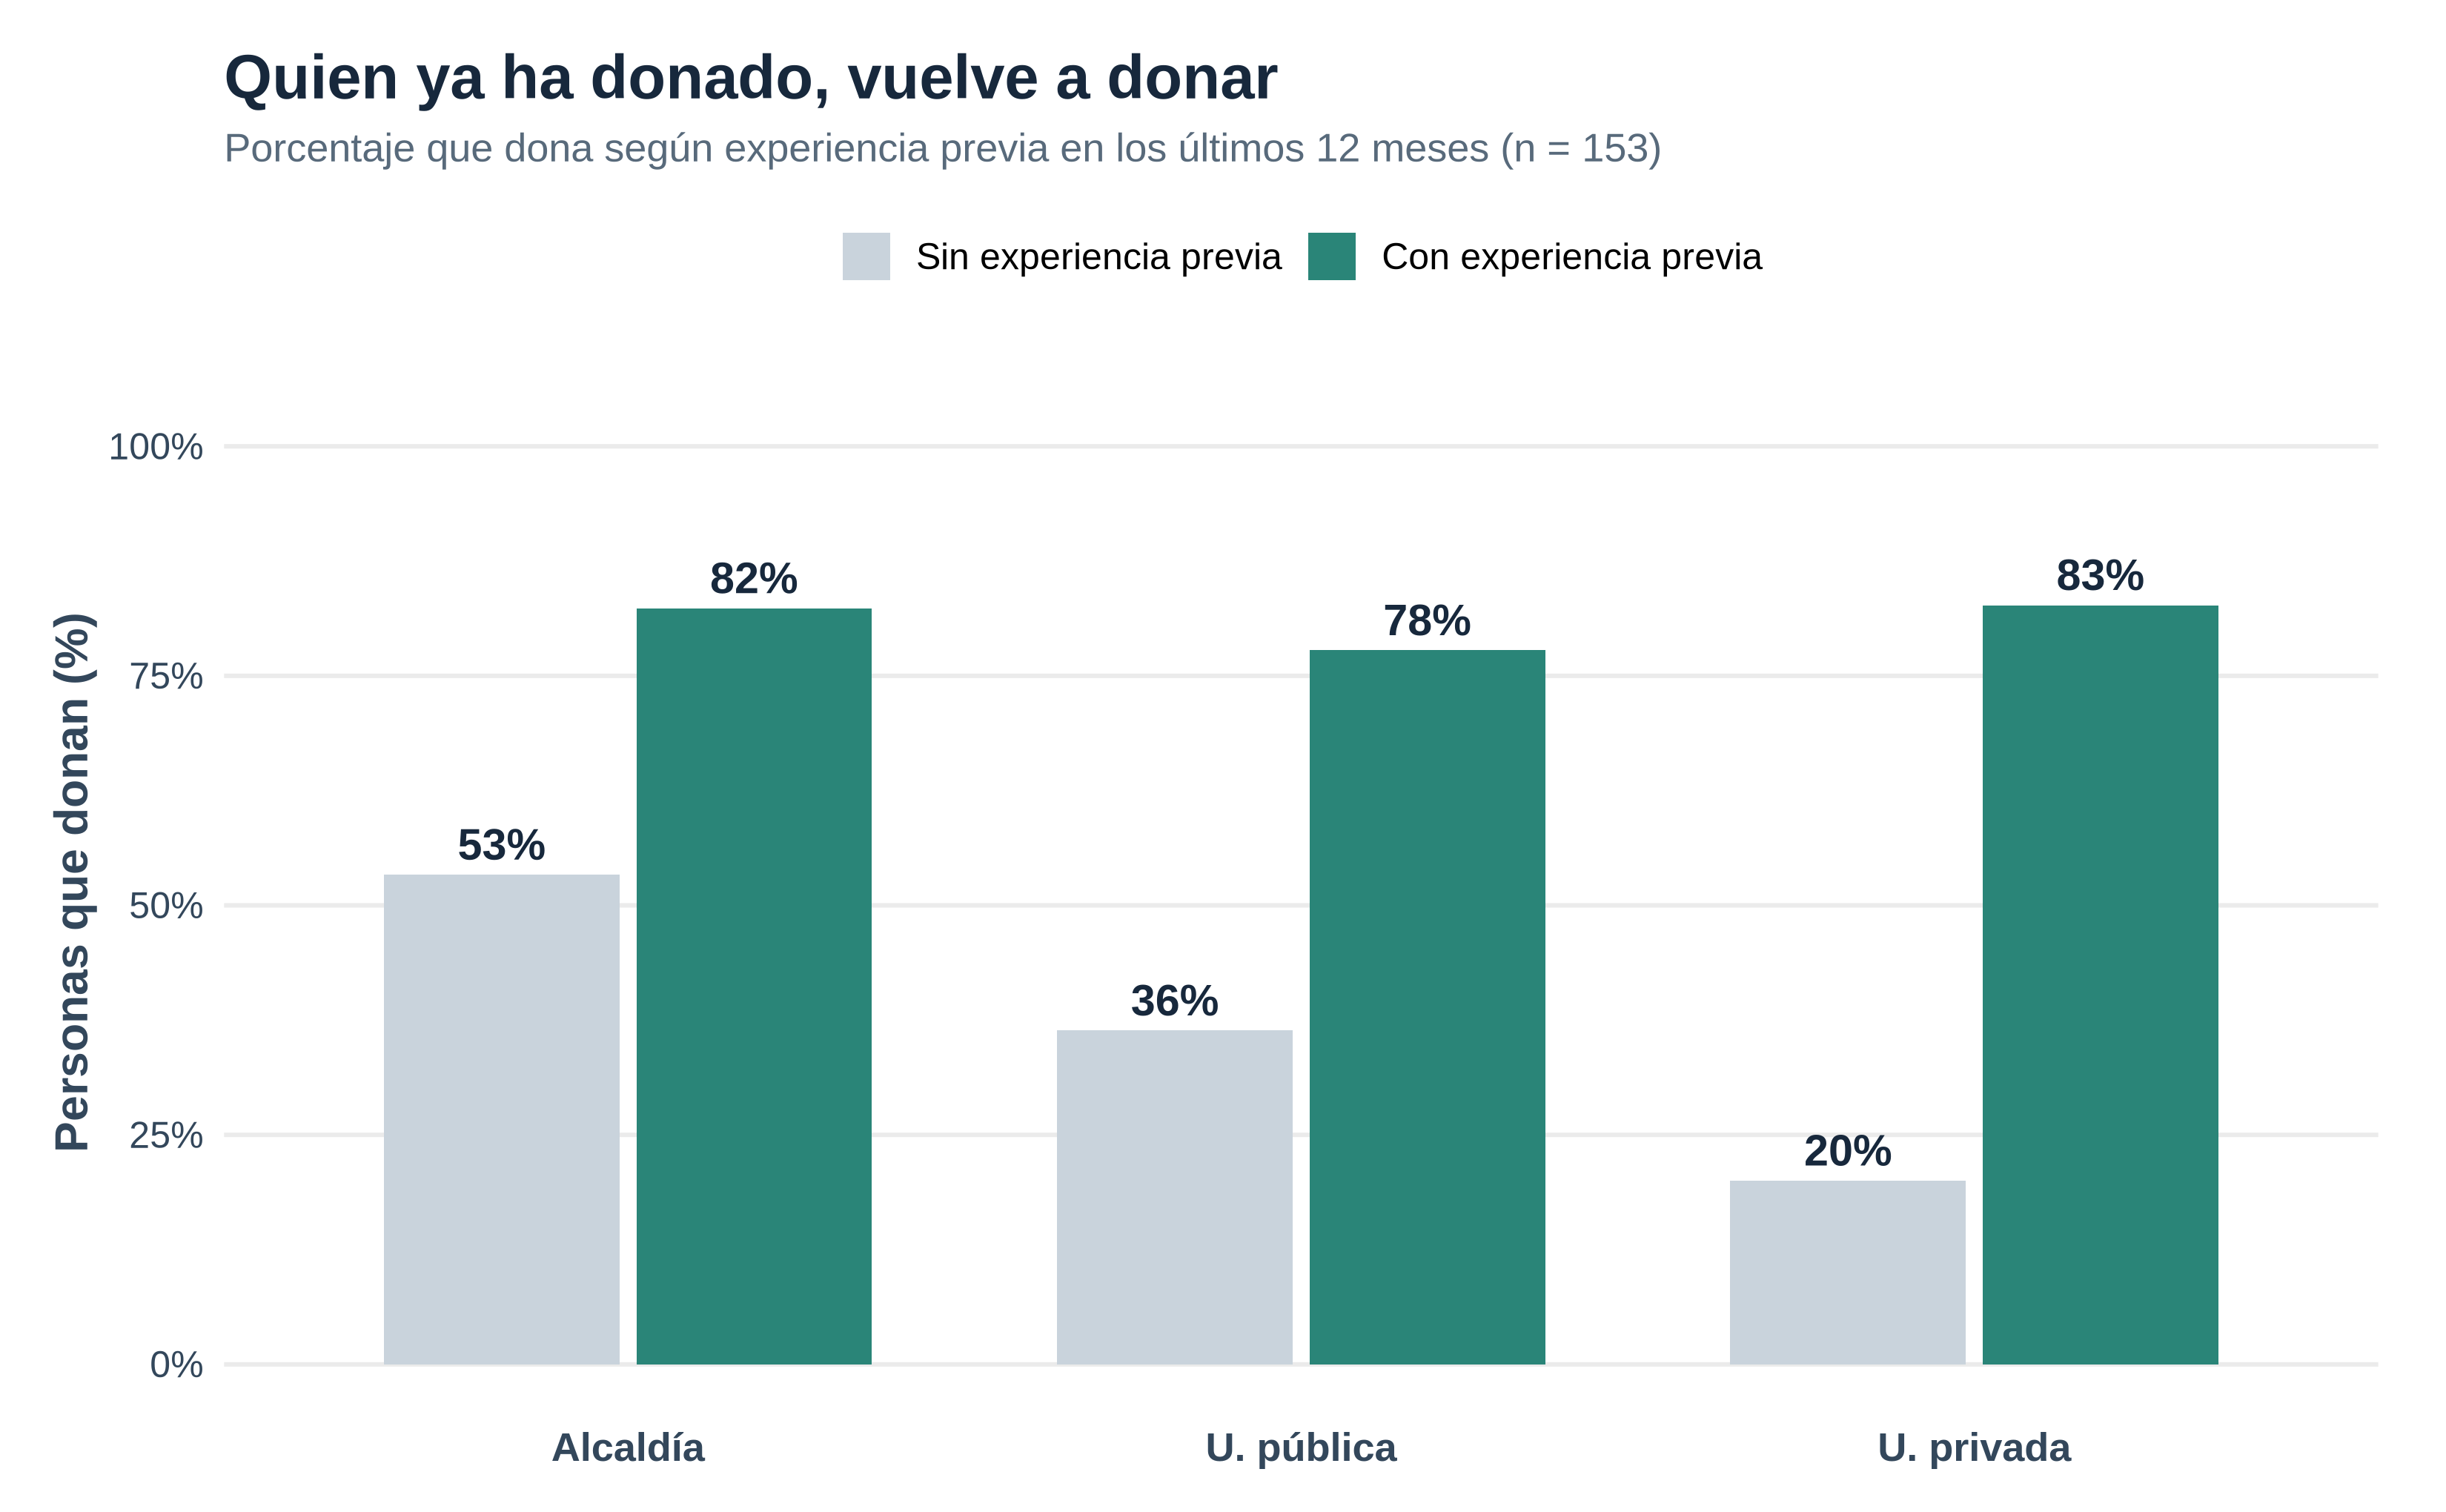 Quien ya ha donado, vuelve a donar
Porcentaje que dona según experiencia previa en los últimos 12 meses (n = 153)
Sin experiencia previa
Con experiencia previa
Personas que donan (%)
100%
75%
50%
25%
0%
53%
82%
36%
78%
20%
83%
Alcaldía
U. pública
U. privada